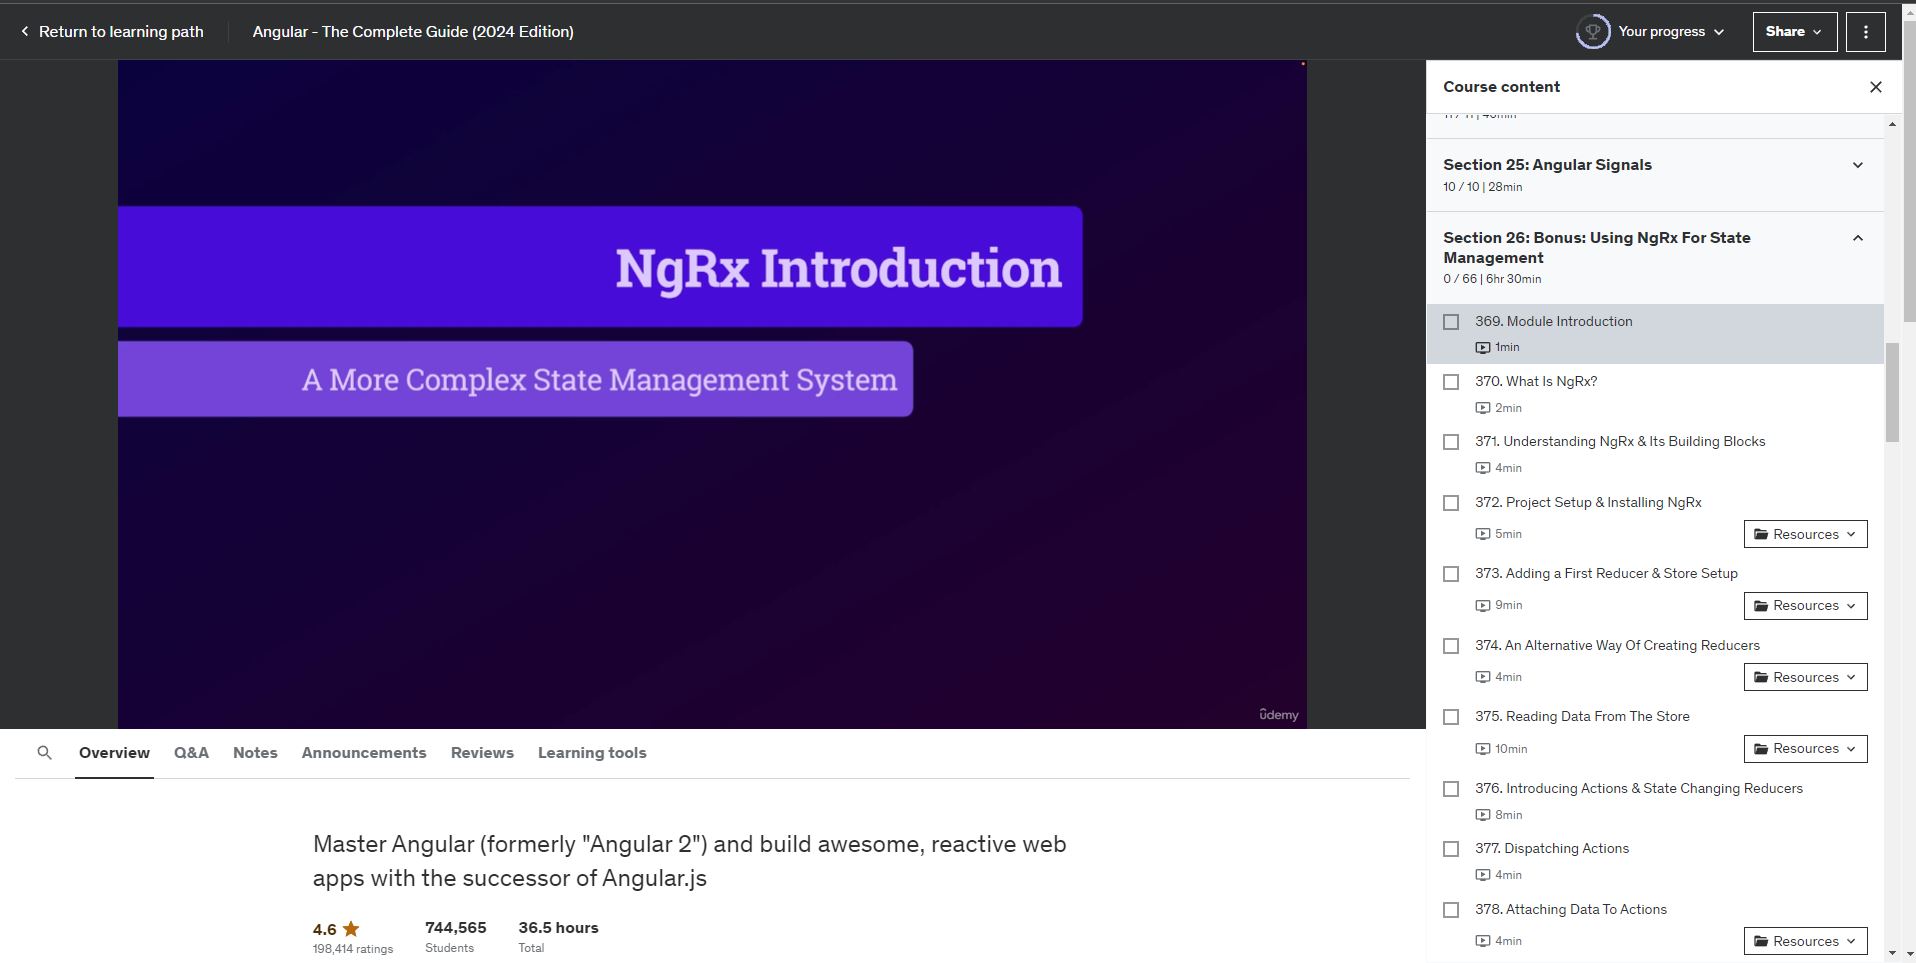 Return to learning path
Angular - The Complete Guide (2024 Edition)
Your progress
Share
NgRx Introduction
A More Complex State Management System
ûdemy
Overview
Q&A
Notes
Announcements
Reviews
Learning tools
Master Angular (formerly "Angular 2") and build awesome, reactive web
apps with the successor of Angular.js
4.6
198,414 ratings
744,565
Students
36.5 hours
Total
Course content
Section 25: Angular Signals
10 / 10 | 28min
Section 26: Bonus: Using NgRx For State
Management
0 / 66 | 6hr 30min
369. Module Introduction
1min
370. What Is NgRx?
2min
371. Understanding NgRx & Its Building Blocks
4min
372. Project Setup & Installing NgRx
5min
Resources
373. Adding a First Reducer & Store Setup
9min
Resources
374. An Alternative Way Of Creating Reducers
4min
Resources
375. Reading Data From The Store
10min
Resources
376. Introducing Actions & State Changing Reducers
8min
377. Dispatching Actions
4min
378. Attaching Data To Actions
4min
Resources